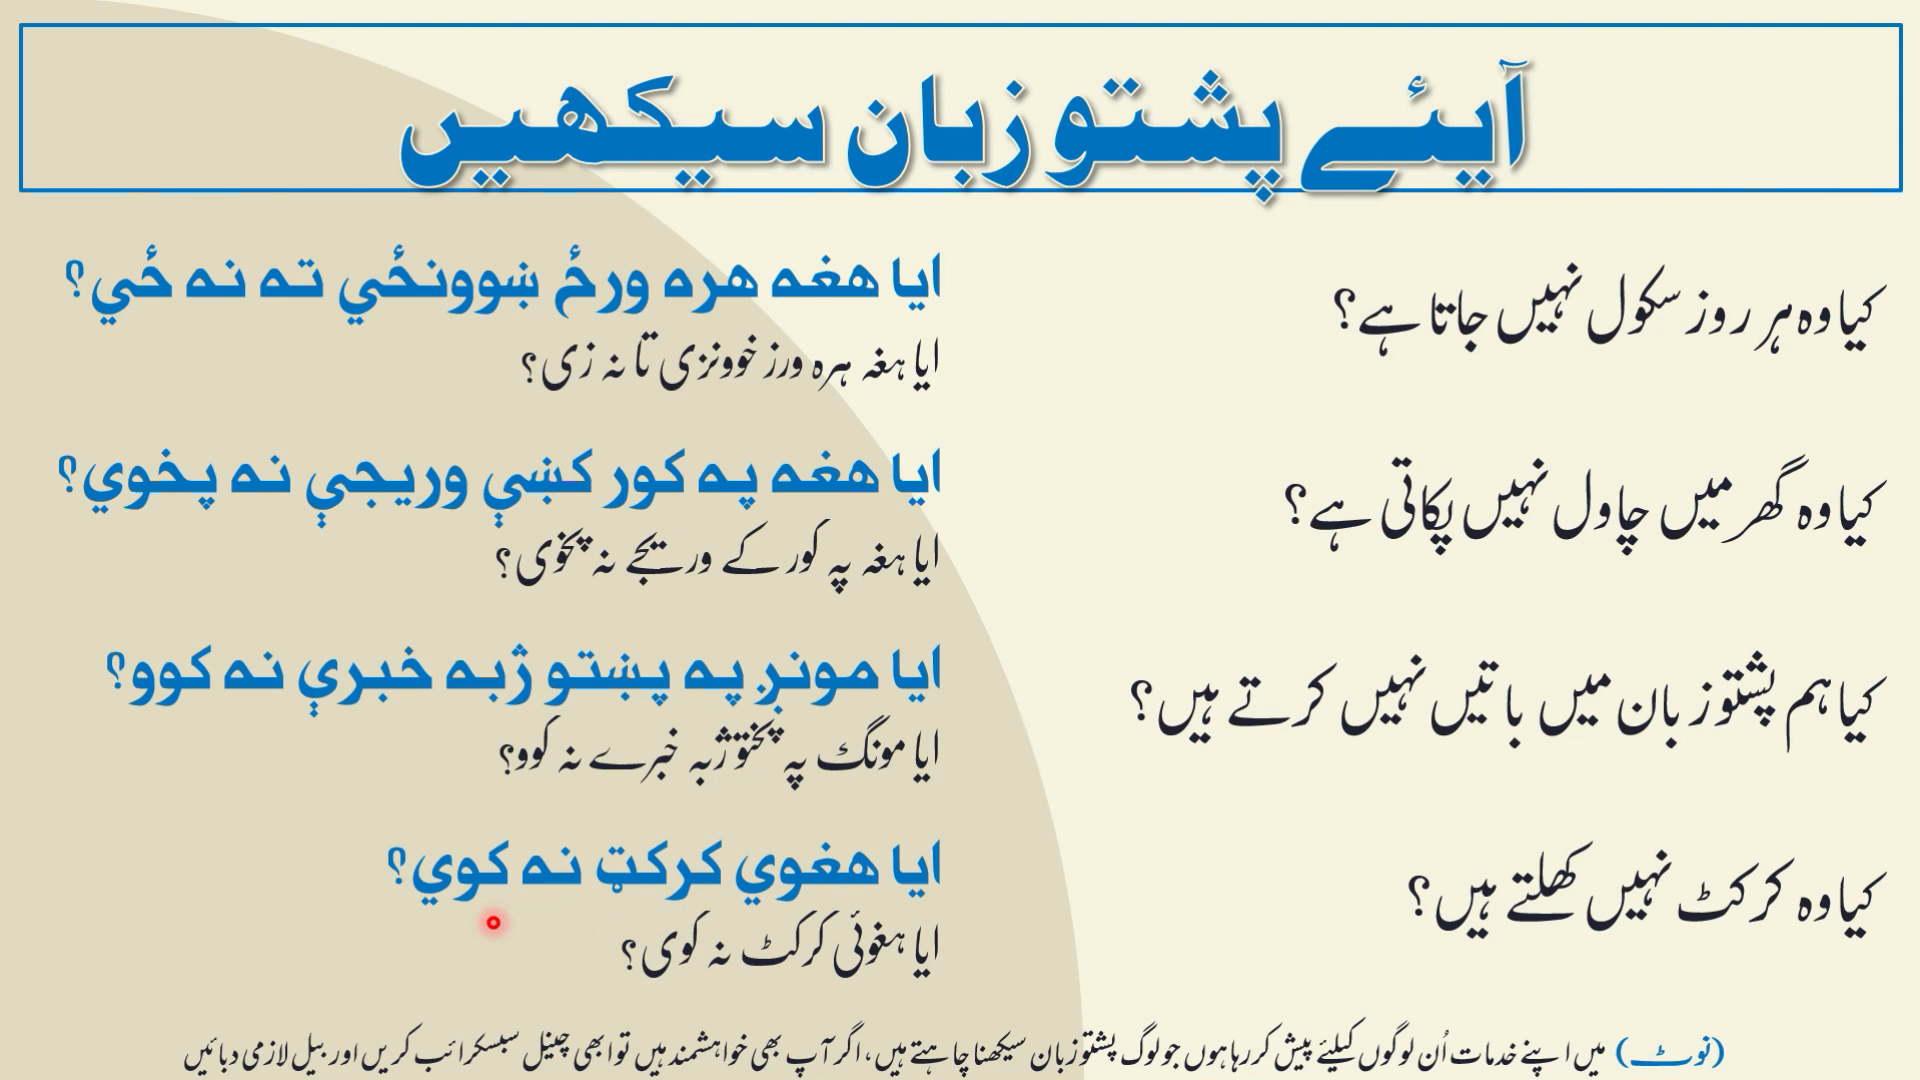 آیئے پشتو زبان سیکھیں
کیا وہ ہر روز سکول نہیں جاتا ہے؟
ایا هغه هره ورځ ښوونځي ته نه ځي؟
ایا ہغہ ہرہ ورز خوونزی تا نہ زی؟
کیا وہ گھر میں چاول نہیں پکاتی ہے؟
ایا هغه په کور کښې وریجې نه پخوي؟
ایا ہغہ پہ کور کے وریجے نہ پخوی؟
کیا ہم پشتو زبان میں باتیں نہیں کرتے ہیں؟
ایا مونږ په پښتو ژبه خبرې نه کوو؟
ایا مونگ پہ پختو ژبہ خبرے نہ کوو؟
کیا وہ کرکٹ نہیں کھلتے ہیں؟
ایا هغوي کرکټ نه کوي؟
ایا ہغوئی کرکٹ نہ کوی؟
(نوٹ) میں اپنے خدمات اُن لوگوں کیلئے پیش کر رہا ہوں جو لوگ پشتو زبان سیکھنا چاہتے ہیں، اگر آپ بھی خواہشمند ہیں تو ابھی چینل سبسکرائب کریں اور بیل لازمی دبائیں